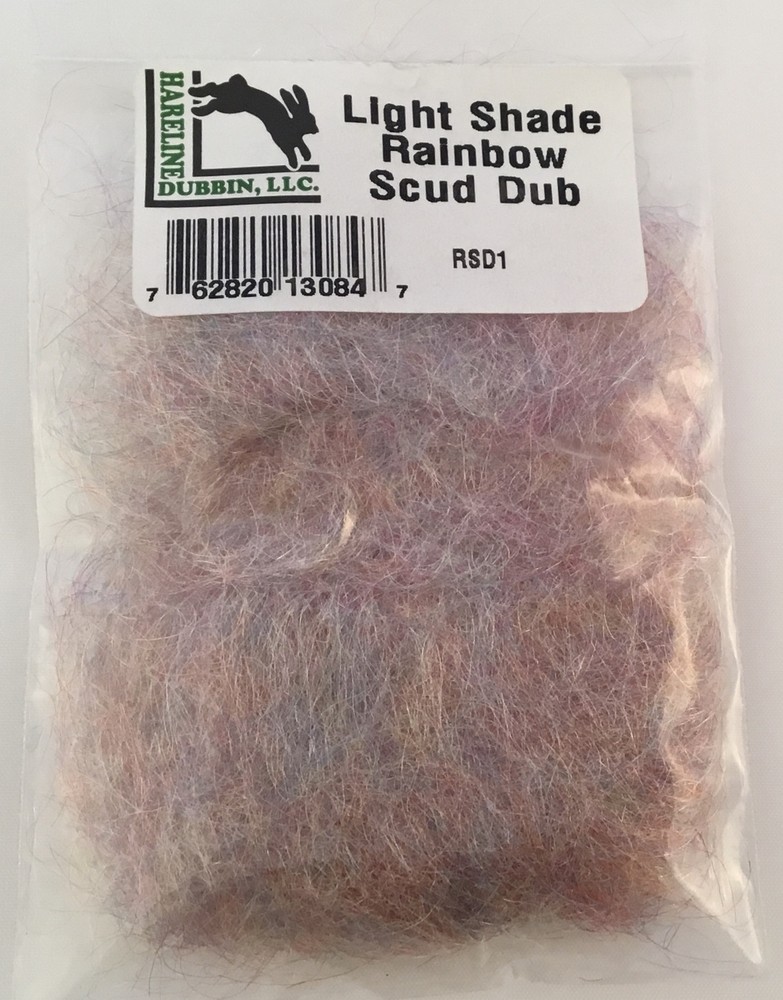 HARELINE
DUBBIN, LLC.
Light Shade
Rainbow
Scud Dub
RSD1
7 62820 13084 7